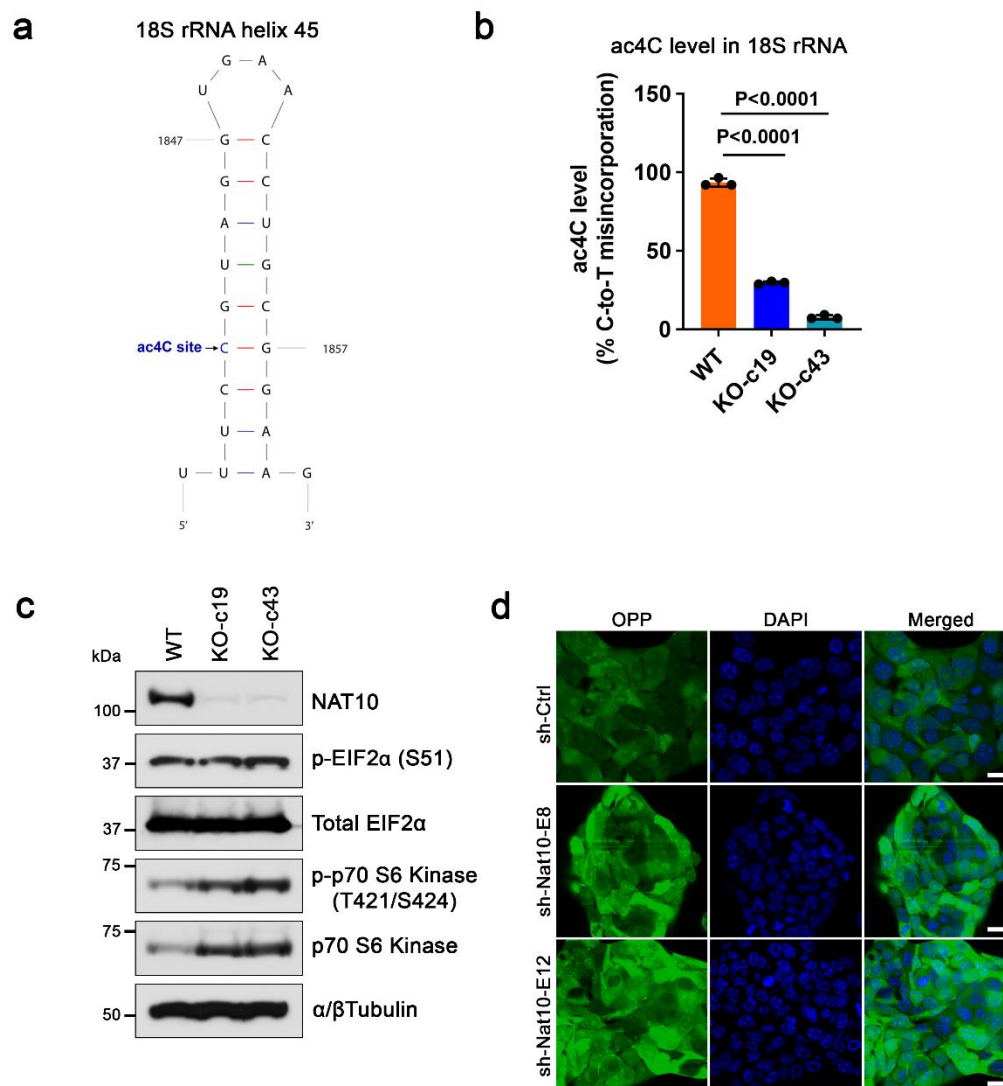 a
18S rRNA helix 45
G A
U A
1847 G C
G C
A U
U G
G C
ac4C site C G 1857
C G
U A
U U A G
5' 3'
b
ac4C level in 18S rRNA
ac4C level
(% C-to-T misincorporation)
150
100
50
0
P<0.0001
P<0.0001
WT
KO-c19
KO-c43
c
kDa
WT
KO-c19
KO-c43
100
NAT10
37
p-EIF2α (S51)
37
Total EIF2α
75
p-p70 S6 Kinase
(T421/S424)
75
p70 S6 Kinase
50
α/βTubulin
d
OPP DAPI Merged
sh-Ctrl
sh-Nat10-E8
sh-Nat10-E12